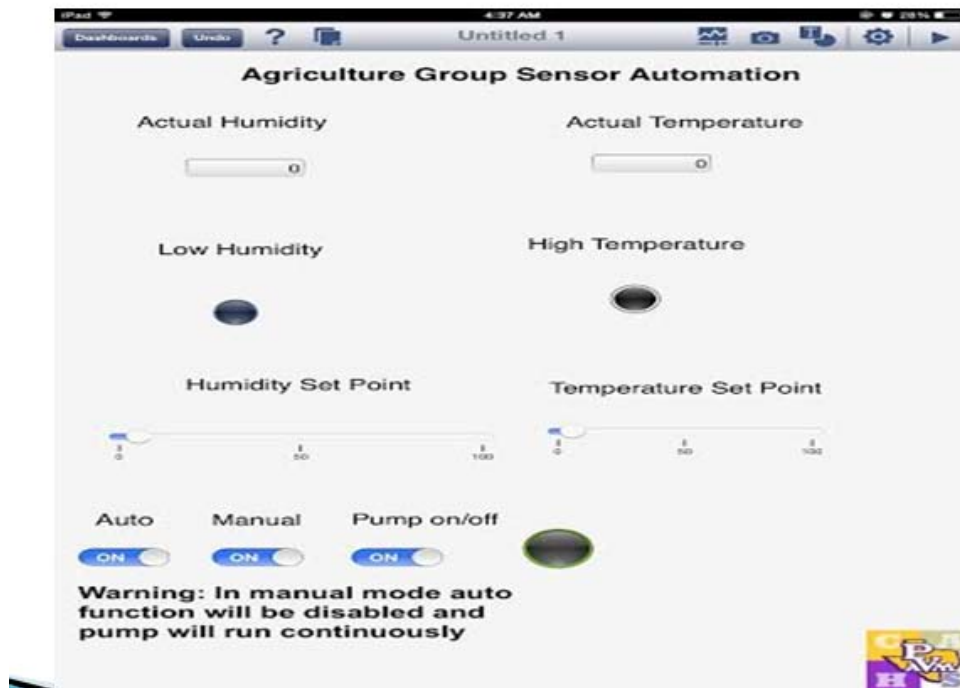 iPad 4:37 AM 28%
Dashboards Undo ? Untitled 1
Agriculture Group Sensor Automation
Actual Humidity Actual Temperature
0 0
Low Humidity High Temperature
Humidity Set Point Temperature Set Point
0 50 100 0 50 100
Auto Manual Pump on/off
ON ON ON
Warning: In manual mode auto
function will be disabled and
pump will run continuously